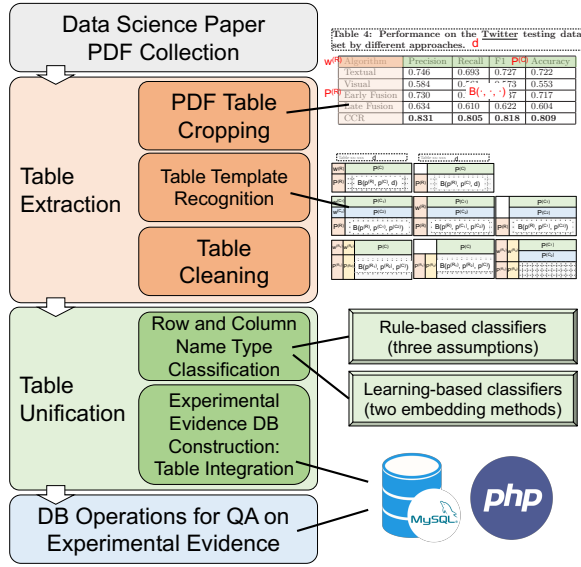 Data Science Paper
PDF Collection
Table
Extraction
PDF Table
Cropping
Table Template
Recognition
Table
Cleaning
Table
Unification
Row and Column
Name Type
Classification
Experimental
Evidence DB
Construction:
Table Integration
DB Operations for QA on
Experimental Evidence
Table 4: Performance on the Twitter testing data
set by different approaches. d
w(R) Algorithm Precision Recall F1 P(C) Accuracy
Textual 0.746 0.693 0.727 0.722
Visual 0.584 0.553
P(R) Early Fusion 0.730 B(·, ·, ·) 0.717
Late Fusion 0.634 0.610 0.622 0.604
CCR 0.831 0.805 0.818 0.809
d d
w(R) P(C) P(C)
P(R) B(p(R), p(C), d) P(R) B(p(R), p(C), d)
Rule-based classifiers
(three assumptions)
Learning-based classifiers
(two embedding methods)
MySQL
php